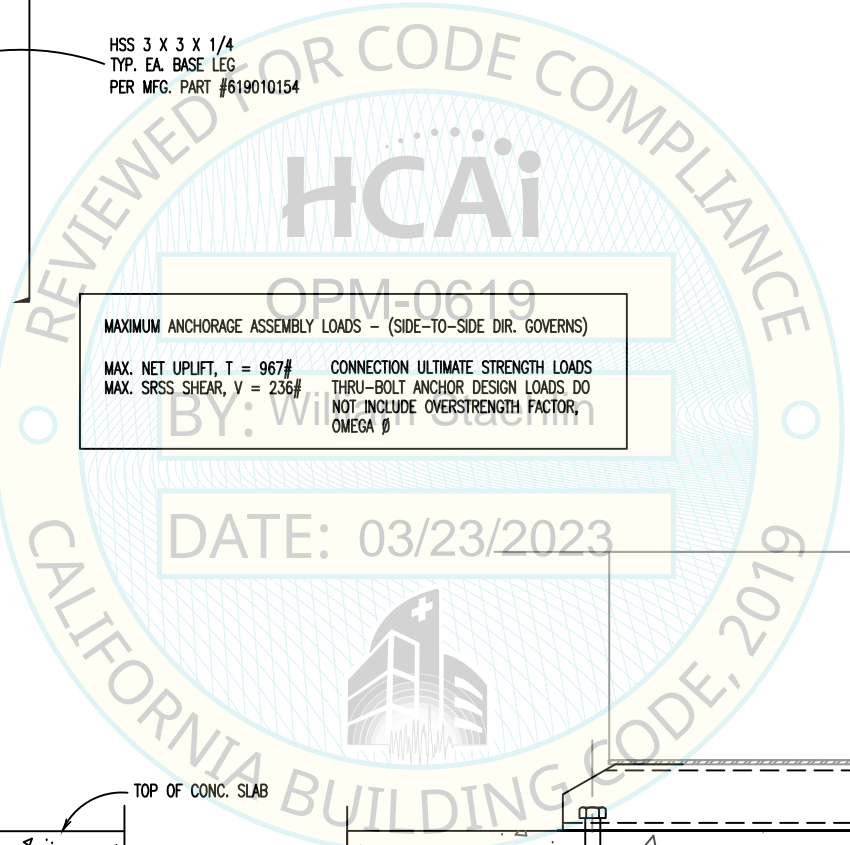 HSS 3 X 3 X 1/4
TYP. EA. BASE LEG
PER MFG. PART #619010154
REVIEWED FOR CODE COMPLIANCE
HCAi
OPM-0619
MAXIMUM ANCHORAGE ASSEMBLY LOADS - (SIDE-TO-SIDE DIR. GOVERNS)
MAX. NET UPLIFT, T = 967#
MAX. SRSS SHEAR, V = 236#
CONNECTION ULTIMATE STRENGTH LOADS
THRU-BOLT ANCHOR DESIGN LOADS DO
NOT INCLUDE OVERSTRENGTH FACTOR,
OMEGA Ø
BY: William Staehlin
DATE: 03/23/2023
CALIFORNIA BUILDING CODE, 2019
TOP OF CONC. SLAB